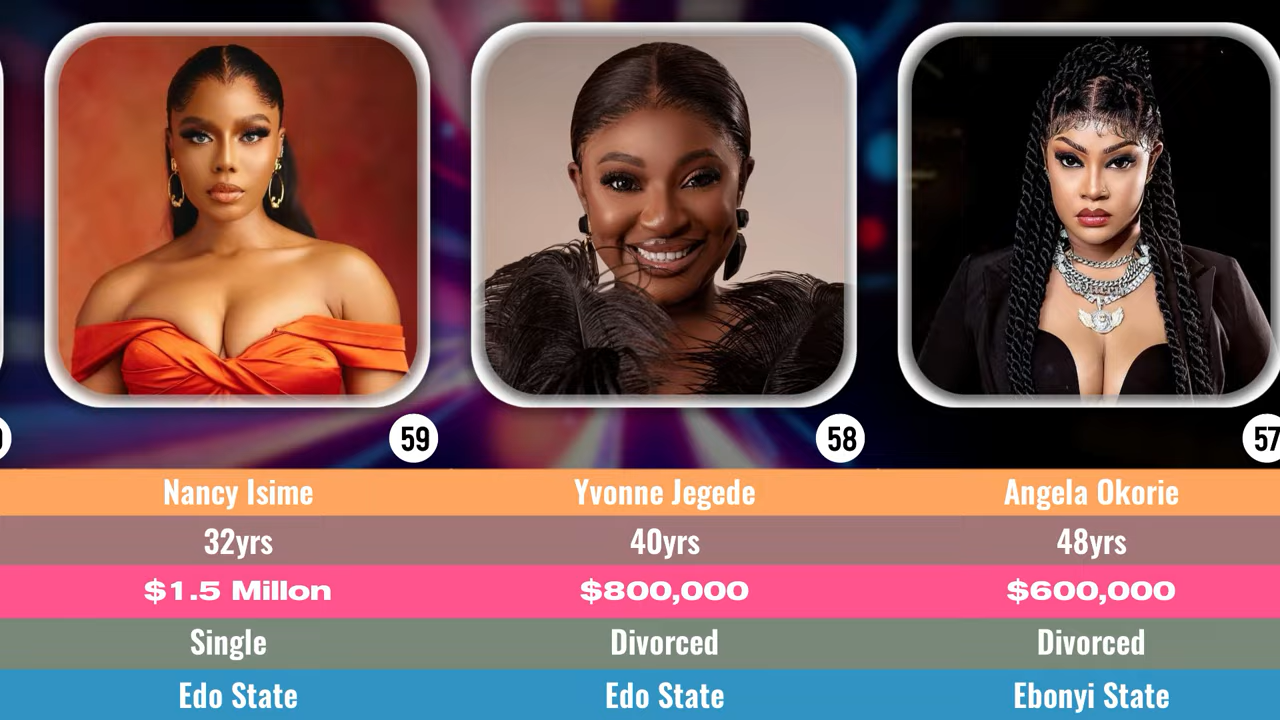 59
58
57
Nancy Isime
Yvonne Jegede
Angela Okorie
32yrs
40yrs
48yrs
$1.5 Millon
$800,000
$600,000
Single
Divorced
Divorced
Edo State
Edo State
Ebonyi State